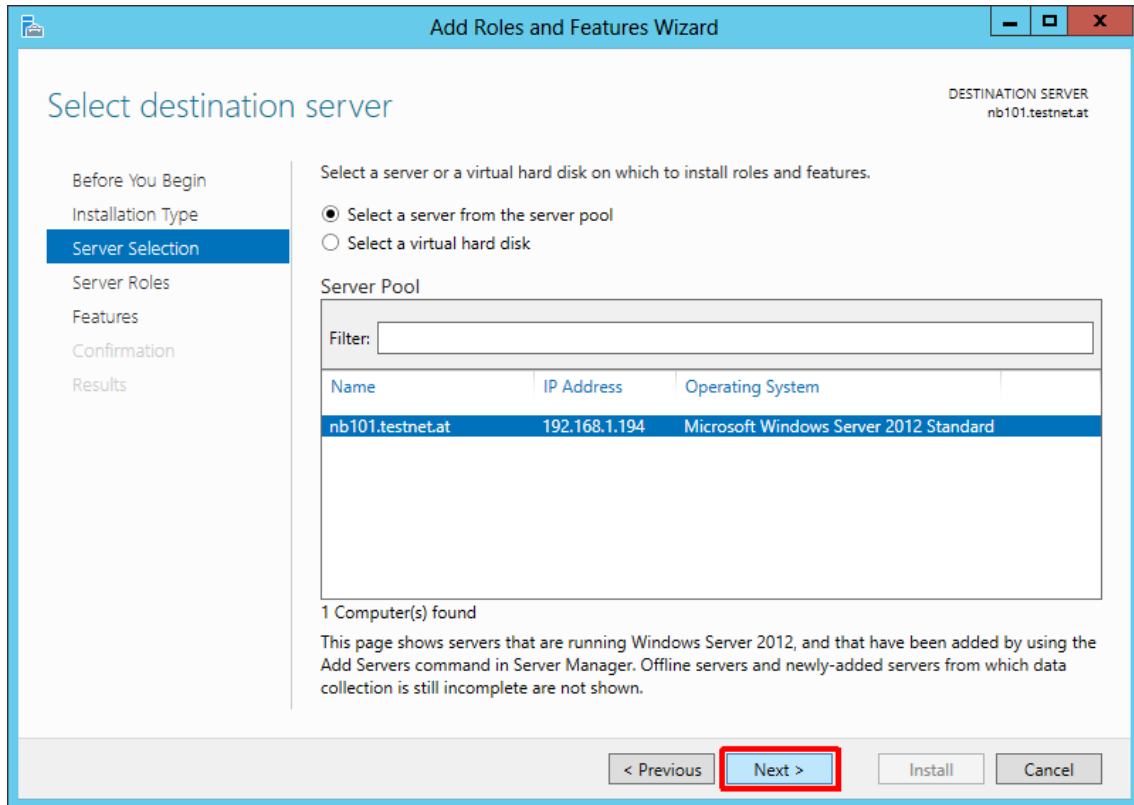 Add Roles and Features Wizard
Select destination server
DESTINATION SERVER
nb101.testnet.at
Before You Begin
Installation Type
Server Selection
Server Roles
Features
Confirmation
Results
Select a server or a virtual hard disk on which to install roles and features.
Select a server from the server pool
Select a virtual hard disk
Server Pool
Filter:
Name IP Address Operating System
nb101.testnet.at 192.168.1.194 Microsoft Windows Server 2012 Standard
1 Computer(s) found
This page shows servers that are running Windows Server 2012, and that have been added by using the
Add Servers command in Server Manager. Offline servers and newly-added servers from which data
collection is still incomplete are not shown.
< Previous Next > Install Cancel